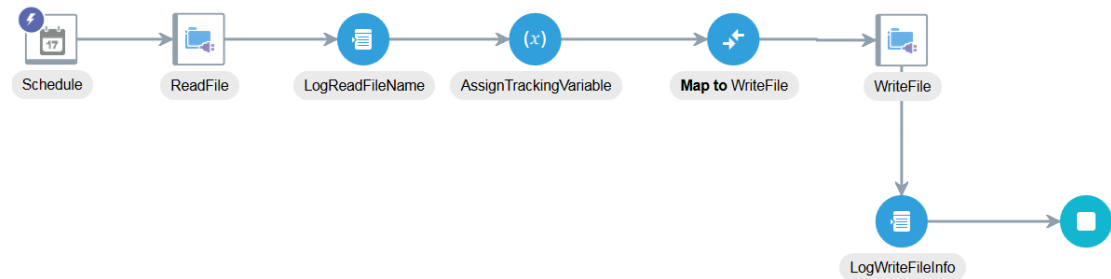 17
Schedule
ReadFile
LogReadFileName
(x)
AssignTrackingVariable
Map to WriteFile
WriteFile
LogWriteFileInfo